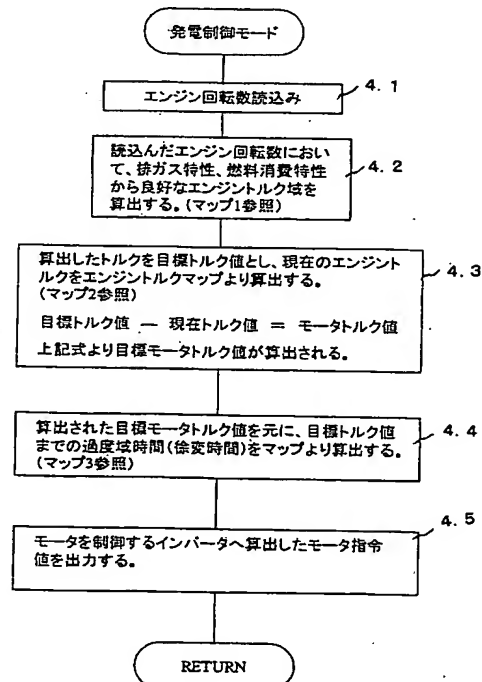 発電制御モード
エンジン回転数読込み
4.1
読込んだエンジン回転数におい
て、排ガス特性、燃料消費特性
から良好なエンジントルク域を
算出する。(マップ1参照)
4.2
算出したトルクを目標トルク値とし、現在のエンジント
ルクをエンジントルクマップより算出する。
(マップ2参照)
目標トルク値 ― 現在トルク値 = モータトルク値
上記式より目標モータトルク値が算出される。
4.3
算出された目標モータトルク値を元に、目標トルク値
までの過度域時間(徐変時間)をマップより算出する。
(マップ3参照)
4.4
モータを制御するインバータへ算出したモータ指令
値を出力する。
4.5
RETURN